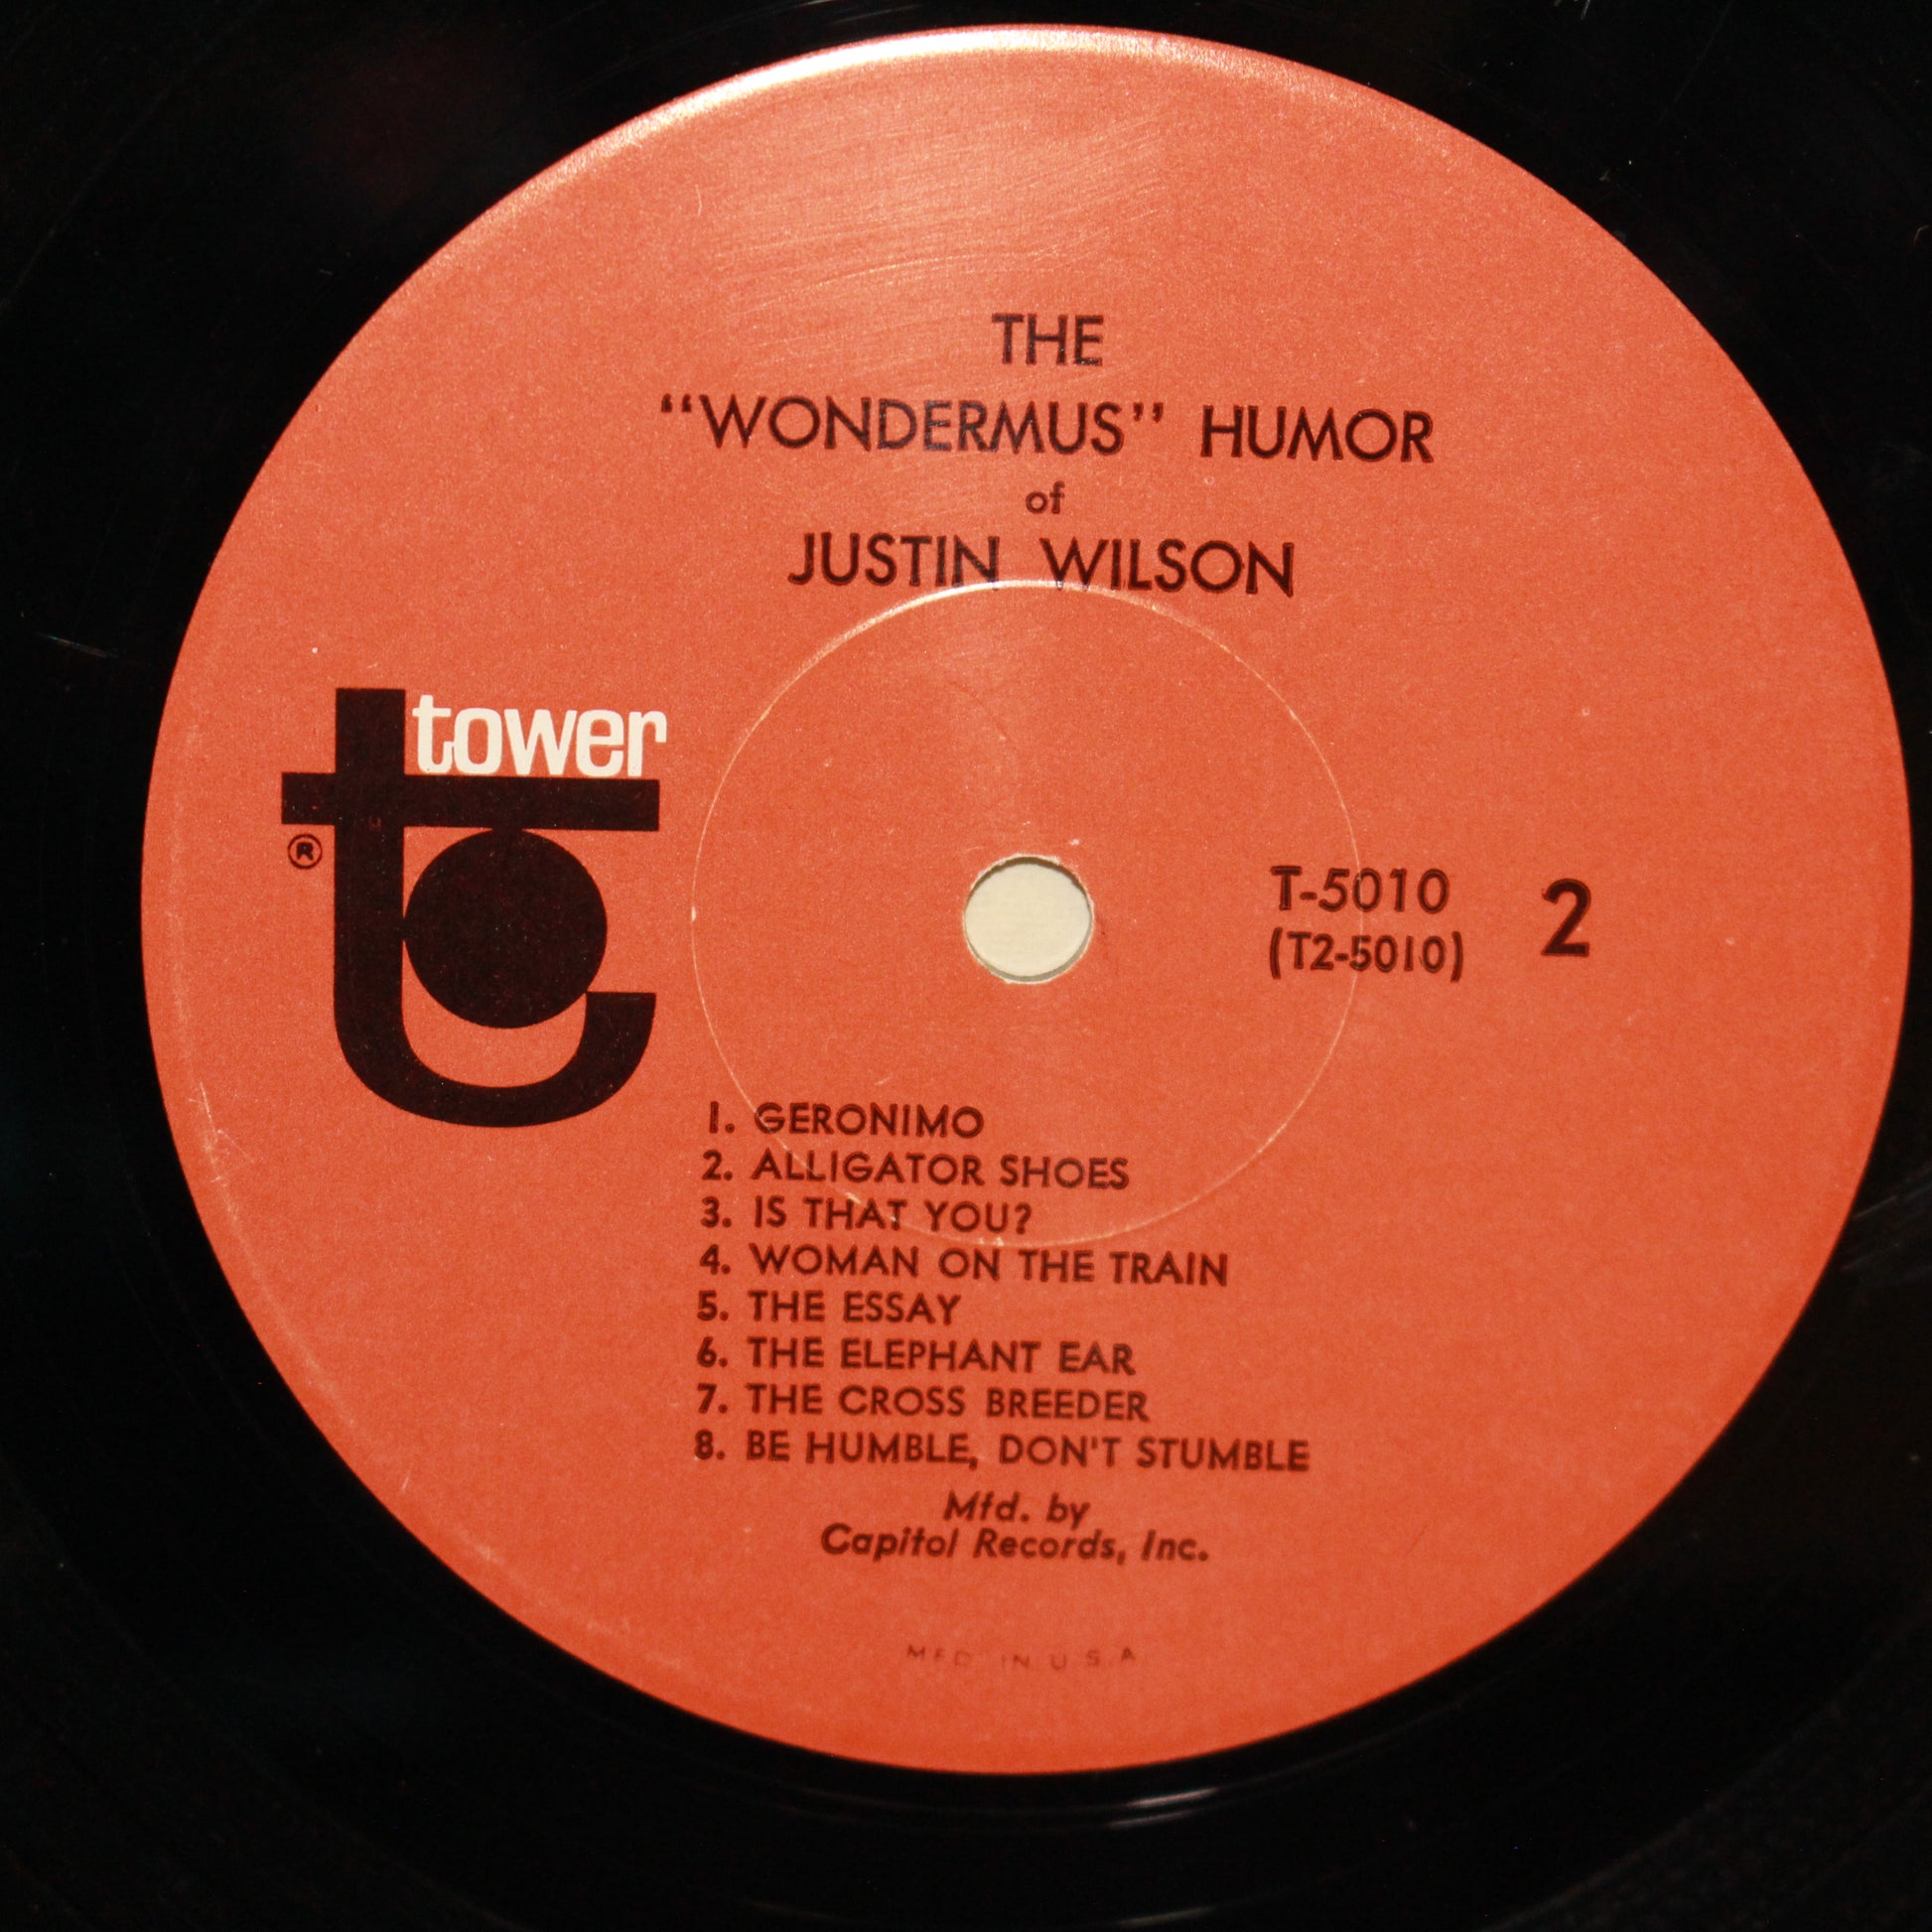 THE
“WONDERMUS” HUMOR
of
JUSTIN WILSON
tower
®
T-5010
(T2-5010)
2
1. GERONIMO
2. ALLIGATOR SHOES
3. IS THAT YOU?
4. WOMAN ON THE TRAIN
5. THE ESSAY
6. THE ELEPHANT EAR
7. THE CROSS BREEDER
8. BE HUMBLE, DON'T STUMBLE
Mfd. by
Capitol Records, Inc.
MFD IN U.S.A